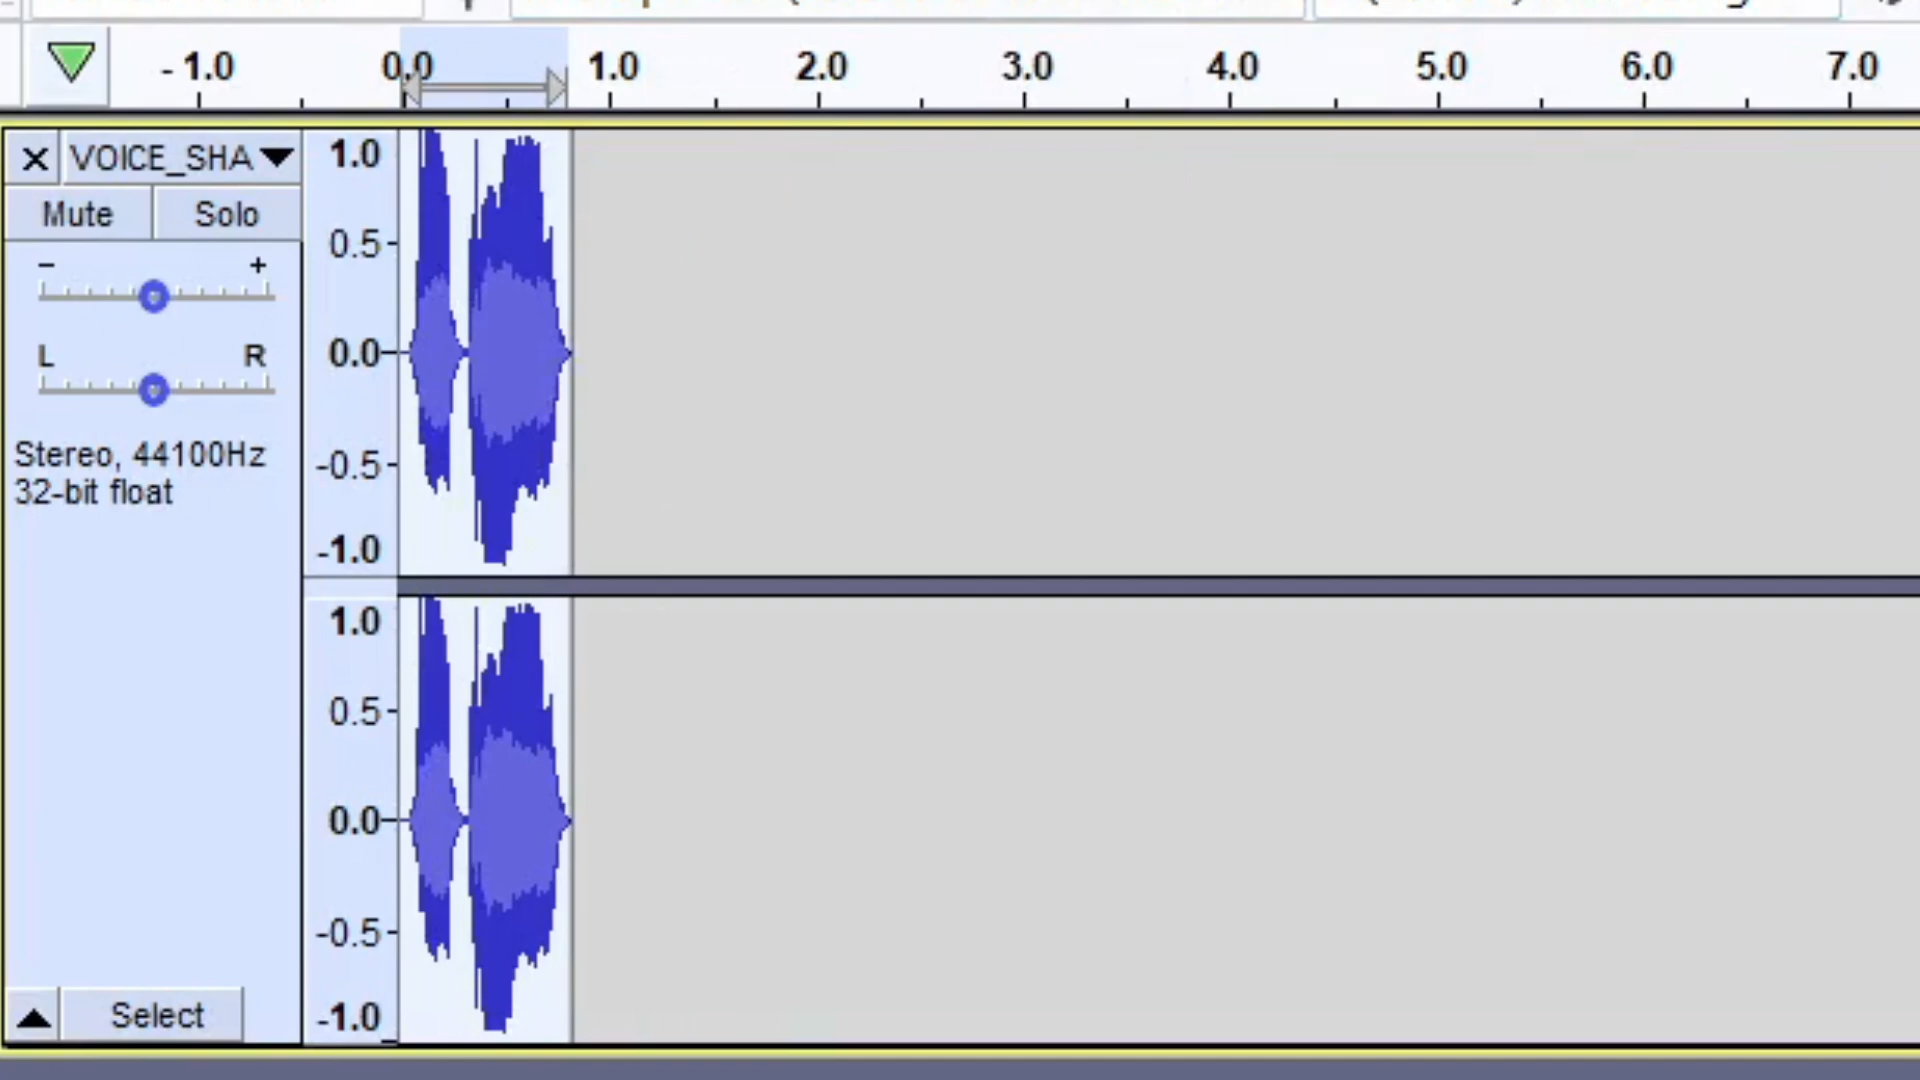 -1.0 0.0 1.0 2.0 3.0 4.0 5.0 6.0 7.0
VOICE_SHA
Mute Solo
- +
L R
Stereo, 44100Hz
32-bit float
Select
1.0
0.5
0.0
-0.5
-1.0
1.0
0.5
0.0
-0.5
-1.0